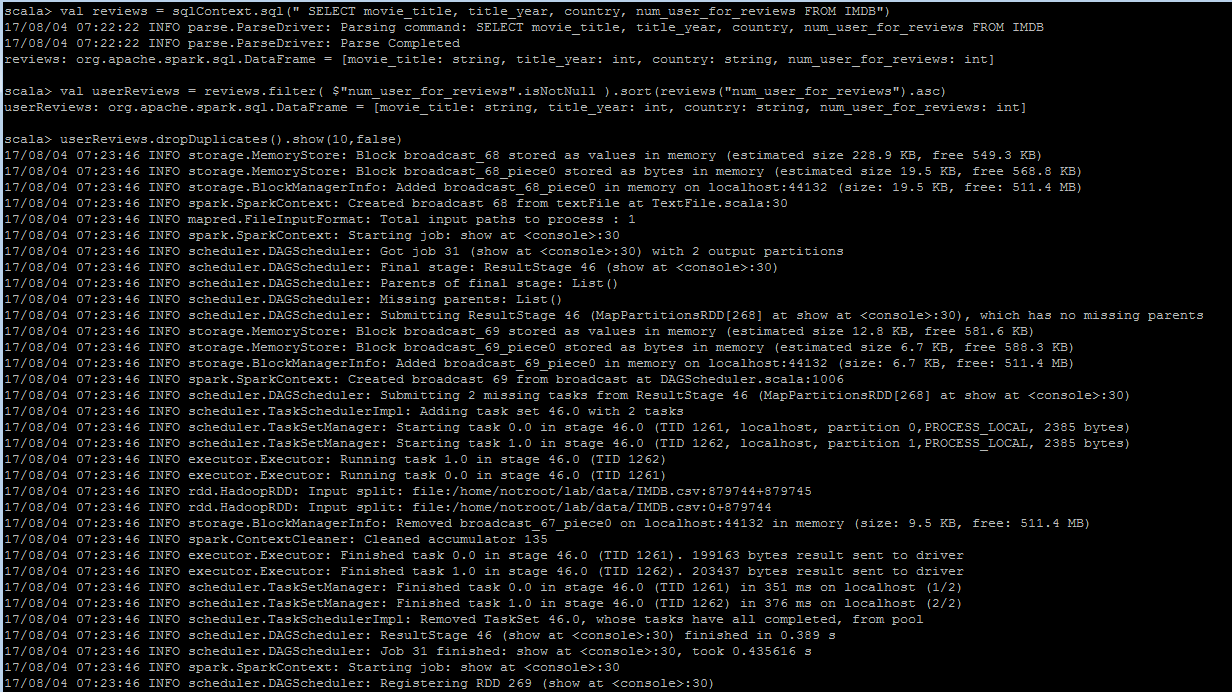 scala> val reviews = sqlContext.sql(" SELECT movie_title, title_year, country, num_user_for_reviews FROM IMDB")
17/08/04 07:22:22 INFO parse.ParseDriver: Parsing command: SELECT movie_title, title_year, country, num_user_for_reviews FROM IMDB
17/08/04 07:22:22 INFO parse.ParseDriver: Parse Completed
reviews: org.apache.spark.sql.DataFrame = [movie_title: string, title_year: int, country: string, num_user_for_reviews: int]
scala> val userReviews = reviews.filter( $"num_user_for_reviews".isNotNull ).sort(reviews("num_user_for_reviews").asc)
userReviews: org.apache.spark.sql.DataFrame = [movie_title: string, title_year: int, country: string, num_user_for_reviews: int]
scala> userReviews.dropDuplicates().show(10,false)
17/08/04 07:23:46 INFO storage.MemoryStore: Block broadcast_68 stored as values in memory (estimated size 228.9 KB, free 549.3 KB)
17/08/04 07:23:46 INFO storage.MemoryStore: Block broadcast_68_piece0 stored as bytes in memory (estimated size 19.5 KB, free 568.8 KB)
17/08/04 07:23:46 INFO storage.BlockManagerInfo: Added broadcast_68_piece0 in memory on localhost:44132 (size: 19.5 KB, free: 511.4 MB)
17/08/04 07:23:46 INFO spark.SparkContext: Created broadcast 68 from textFile at TextFile.scala:30
17/08/04 07:23:46 INFO mapred.FileInputFormat: Total input paths to process : 1
17/08/04 07:23:46 INFO spark.SparkContext: Starting job: show at <console>:30
17/08/04 07:23:46 INFO scheduler.DAGScheduler: Got job 31 (show at <console>:30) with 2 output partitions
17/08/04 07:23:46 INFO scheduler.DAGScheduler: Final stage: ResultStage 46 (show at <console>:30)
17/08/04 07:23:46 INFO scheduler.DAGScheduler: Parents of final stage: List()
17/08/04 07:23:46 INFO scheduler.DAGScheduler: Missing parents: List()
17/08/04 07:23:46 INFO scheduler.DAGScheduler: Submitting ResultStage 46 (MapPartitionsRDD[268] at show at <console>:30), which has no missing parents
17/08/04 07:23:46 INFO storage.MemoryStore: Block broadcast_69 stored as values in memory (estimated size 12.8 KB, free 581.6 KB)
17/08/04 07:23:46 INFO storage.MemoryStore: Block broadcast_69_piece0 stored as bytes in memory (estimated size 6.7 KB, free 588.3 KB)
17/08/04 07:23:46 INFO storage.BlockManagerInfo: Added broadcast_69_piece0 in memory on localhost:44132 (size: 6.7 KB, free: 511.4 MB)
17/08/04 07:23:46 INFO spark.SparkContext: Created broadcast 69 from broadcast at DAGScheduler.scala:1006
17/08/04 07:23:46 INFO scheduler.DAGScheduler: Submitting 2 missing tasks from ResultStage 46 (MapPartitionsRDD[268] at show at <console>:30)
17/08/04 07:23:46 INFO scheduler.TaskSchedulerImpl: Adding task set 46.0 with 2 tasks
17/08/04 07:23:46 INFO scheduler.TaskSetManager: Starting task 0.0 in stage 46.0 (TID 1261, localhost, partition 0,PROCESS_LOCAL, 2385 bytes)
17/08/04 07:23:46 INFO scheduler.TaskSetManager: Starting task 1.0 in stage 46.0 (TID 1262, localhost, partition 1,PROCESS_LOCAL, 2385 bytes)
17/08/04 07:23:46 INFO executor.Executor: Running task 1.0 in stage 46.0 (TID 1262)
17/08/04 07:23:46 INFO executor.Executor: Running task 0.0 in stage 46.0 (TID 1261)
17/08/04 07:23:46 INFO rdd.HadoopRDD: Input split: file:/home/notroot/lab/data/IMDB.csv:879744+879745
17/08/04 07:23:46 INFO rdd.HadoopRDD: Input split: file:/home/notroot/lab/data/IMDB.csv:0+879744
17/08/04 07:23:46 INFO storage.BlockManagerInfo: Removed broadcast_67_piece0 on localhost:44132 in memory (size: 9.5 KB, free: 511.4 MB)
17/08/04 07:23:46 INFO spark.ContextCleaner: Cleaned accumulator 135
17/08/04 07:23:46 INFO executor.Executor: Finished task 0.0 in stage 46.0 (TID 1261). 199163 bytes result sent to driver
17/08/04 07:23:46 INFO executor.Executor: Finished task 1.0 in stage 46.0 (TID 1262). 203437 bytes result sent to driver
17/08/04 07:23:46 INFO scheduler.TaskSetManager: Finished task 0.0 in stage 46.0 (TID 1261) in 351 ms on localhost (1/2)
17/08/04 07:23:46 INFO scheduler.TaskSetManager: Finished task 1.0 in stage 46.0 (TID 1262) in 376 ms on localhost (2/2)
17/08/04 07:23:46 INFO scheduler.TaskSchedulerImpl: Removed TaskSet 46.0, whose tasks have all completed, from pool
17/08/04 07:23:46 INFO scheduler.DAGScheduler: ResultStage 46 (show at <console>:30) finished in 0.389 s
17/08/04 07:23:46 INFO scheduler.DAGScheduler: Job 31 finished: show at <console>:30, took 0.435616 s
17/08/04 07:23:46 INFO spark.SparkContext: Starting job: show at <console>:30
17/08/04 07:23:46 INFO scheduler.DAGScheduler: Registering RDD 269 (show at <console>:30)